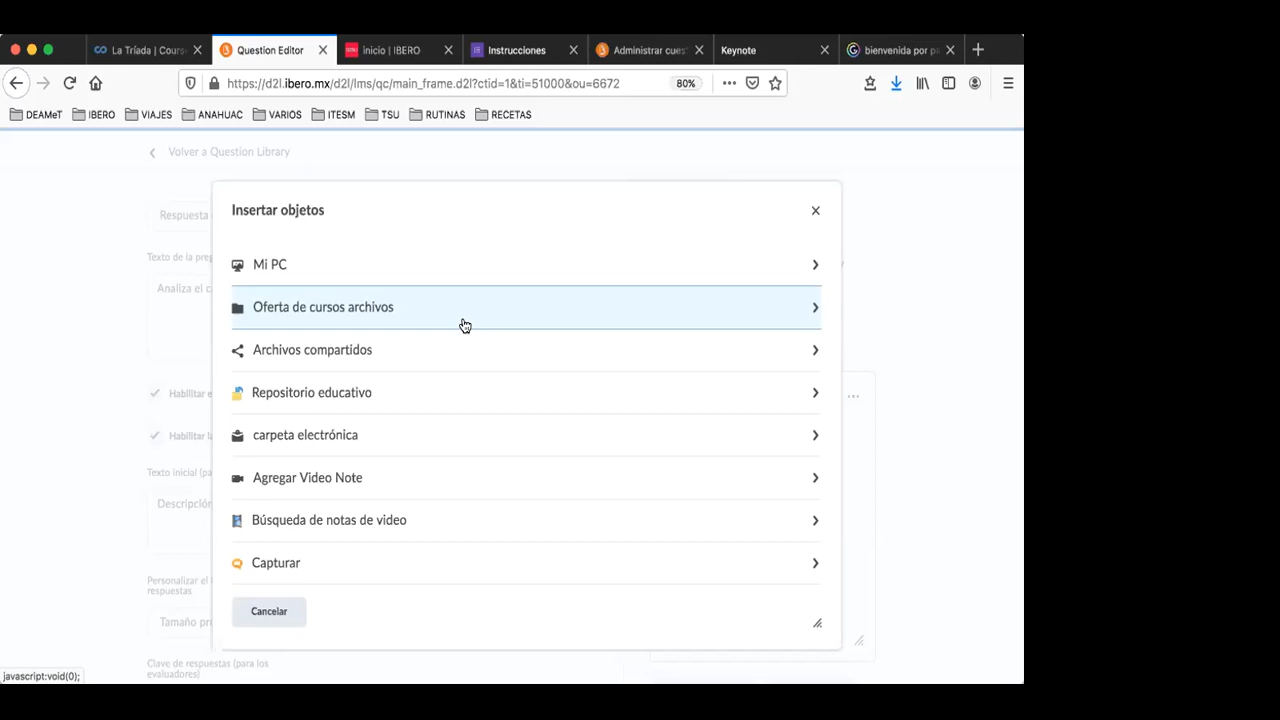 La Tríada | Cours
Question Editor
inicio | IBERO
Instrucciones
Administrar cues
Keynote
bienvenida por pa
https://d2l.ibero.mx/d2l/lms/qc/main_frame.d2l?ctid=1&ti=51000&ou=6672
80%
DEAMeT
IBERO
VIAJES
ANAHUAC
VARIOS
ITESM
TSU
RUTINAS
RECETAS
Volver a Question Library
Insertar objetos
Respuesta
Texto de la preg
Mi PC
Analiza el c
Oferta de cursos archivos
Archivos compartidos
Habilitar e
Repositorio educativo
Habilitar la
carpeta electrónica
Texto inicial (pa
Agregar Video Note
Descripción
Búsqueda de notas de video
Capturar
Personalizar el
respuestas
Cancelar
Tamaño pr
Clave de respuestas (para los
evaluadores)
javascript:void(0);